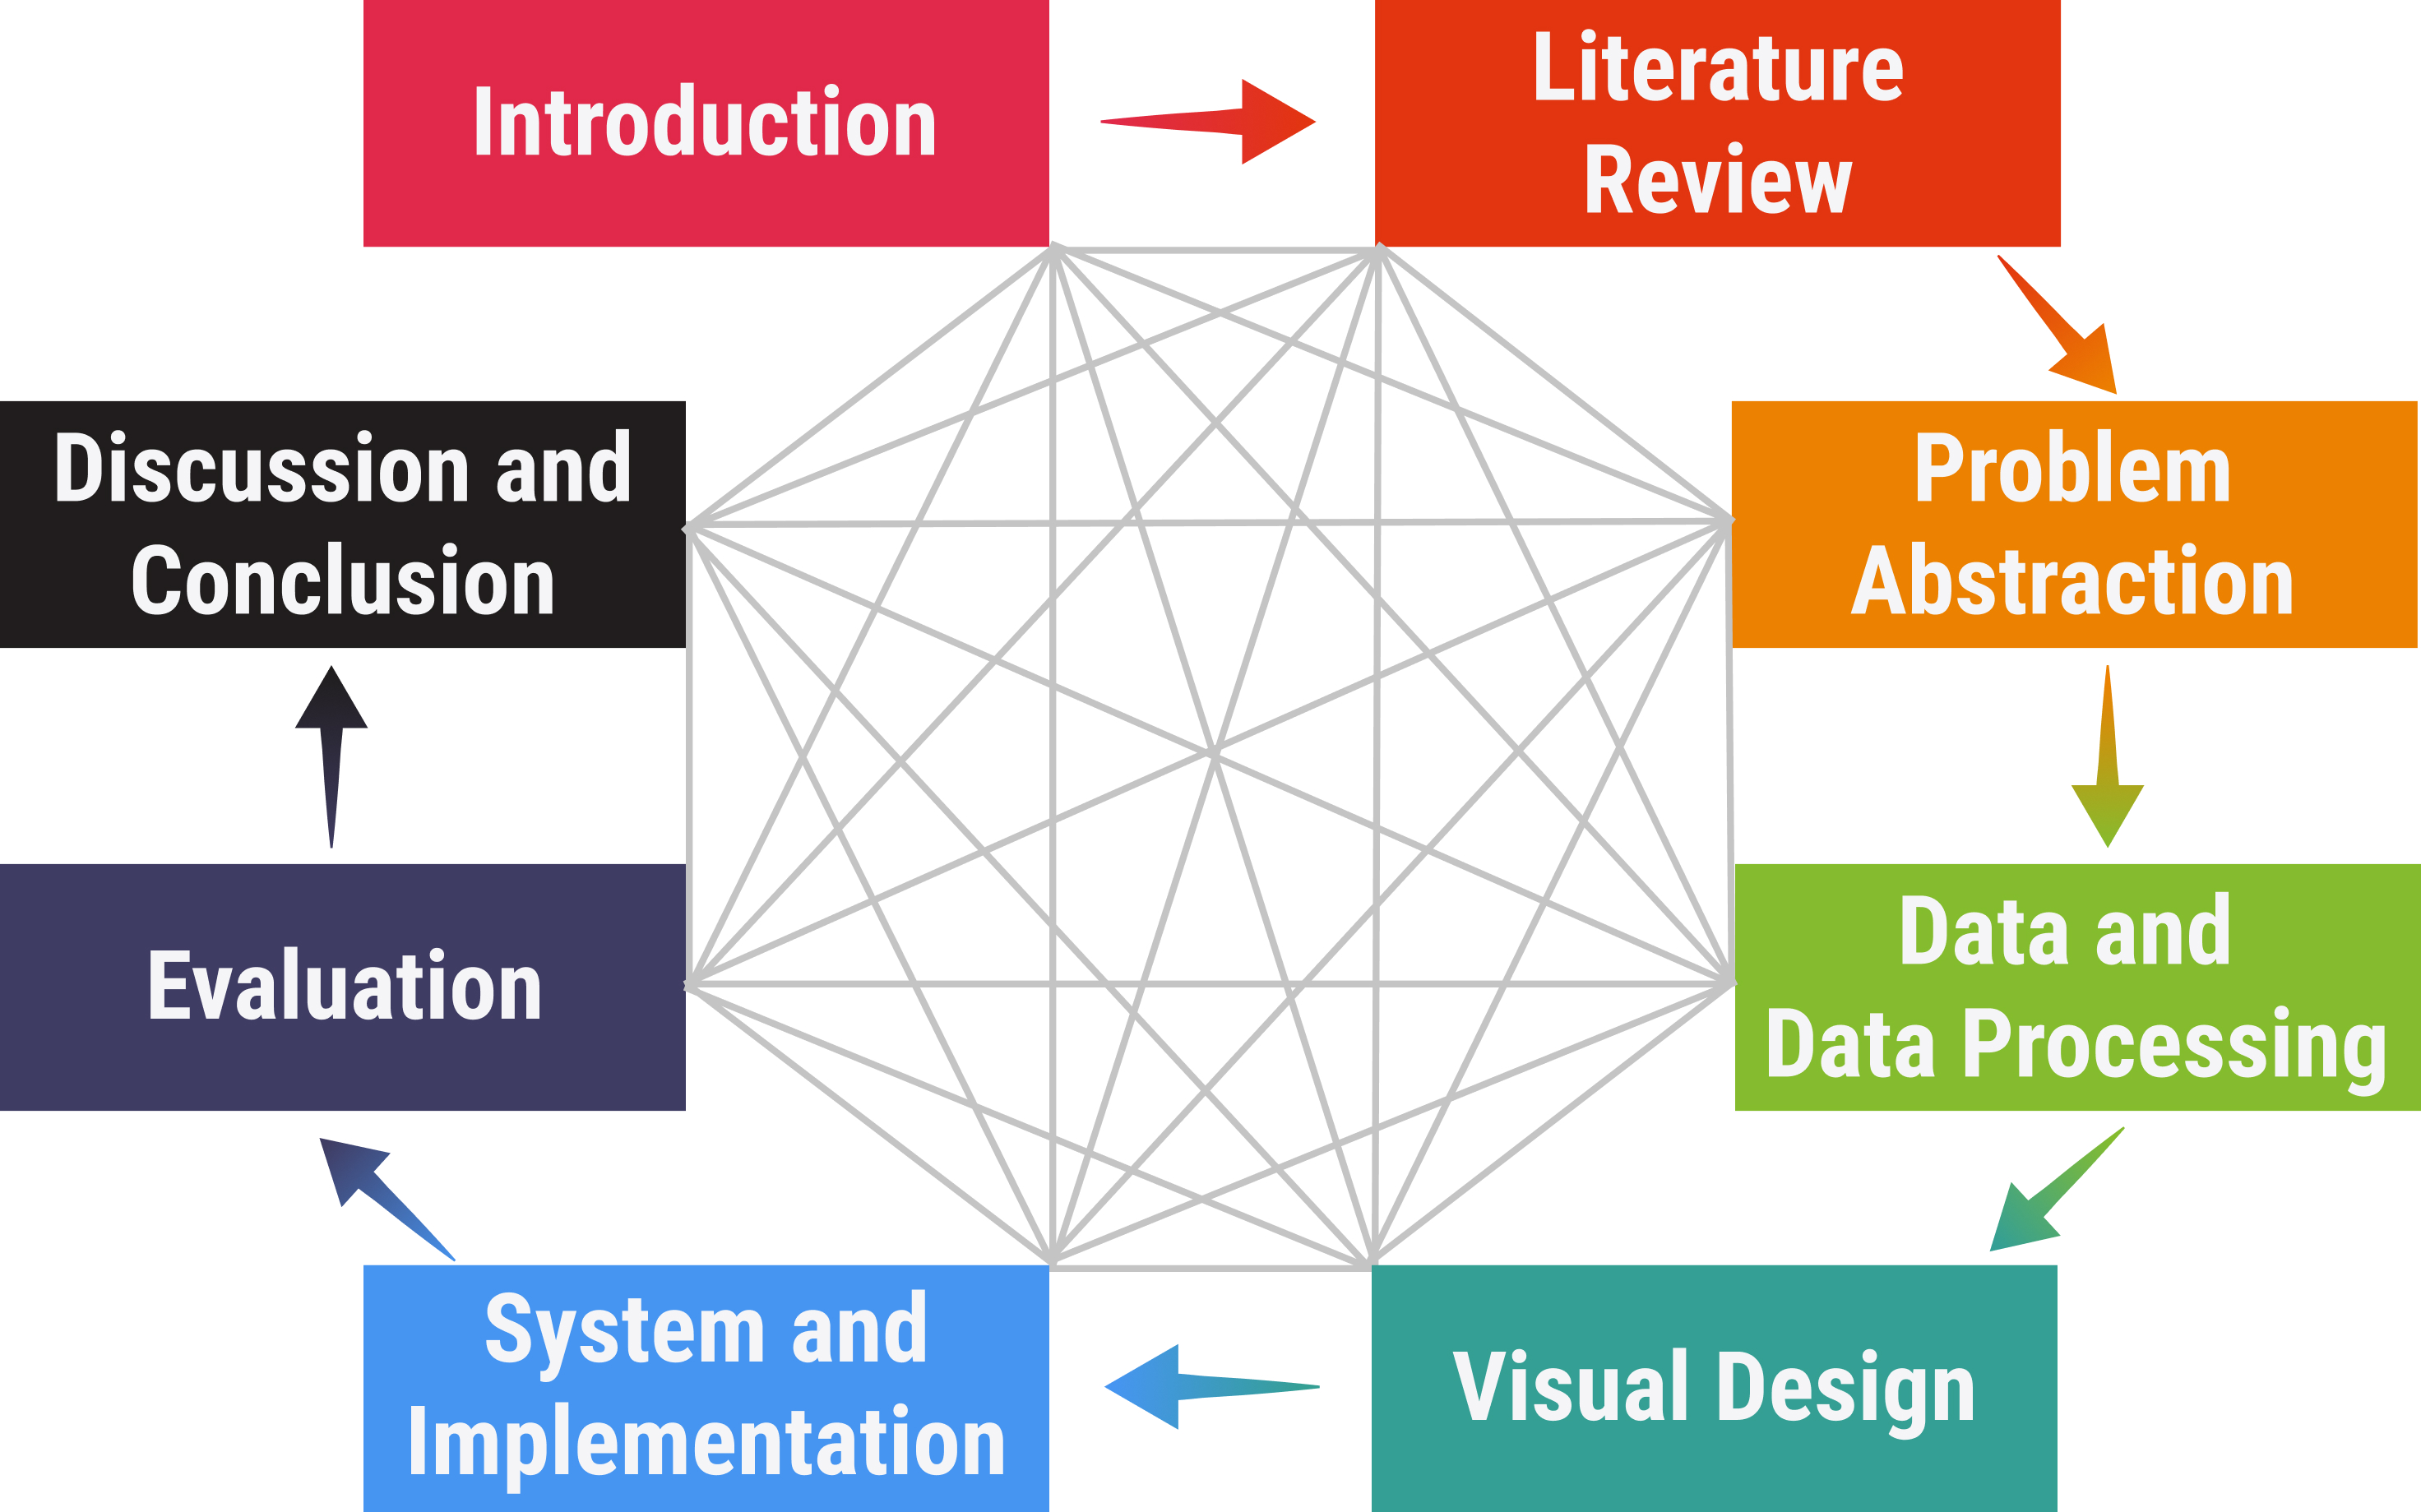 Introduction
Literature
Review
Problem
Abstraction
Data and
Data Processing
Visual Design
System and
Implementation
Evaluation
Discussion and
Conclusion